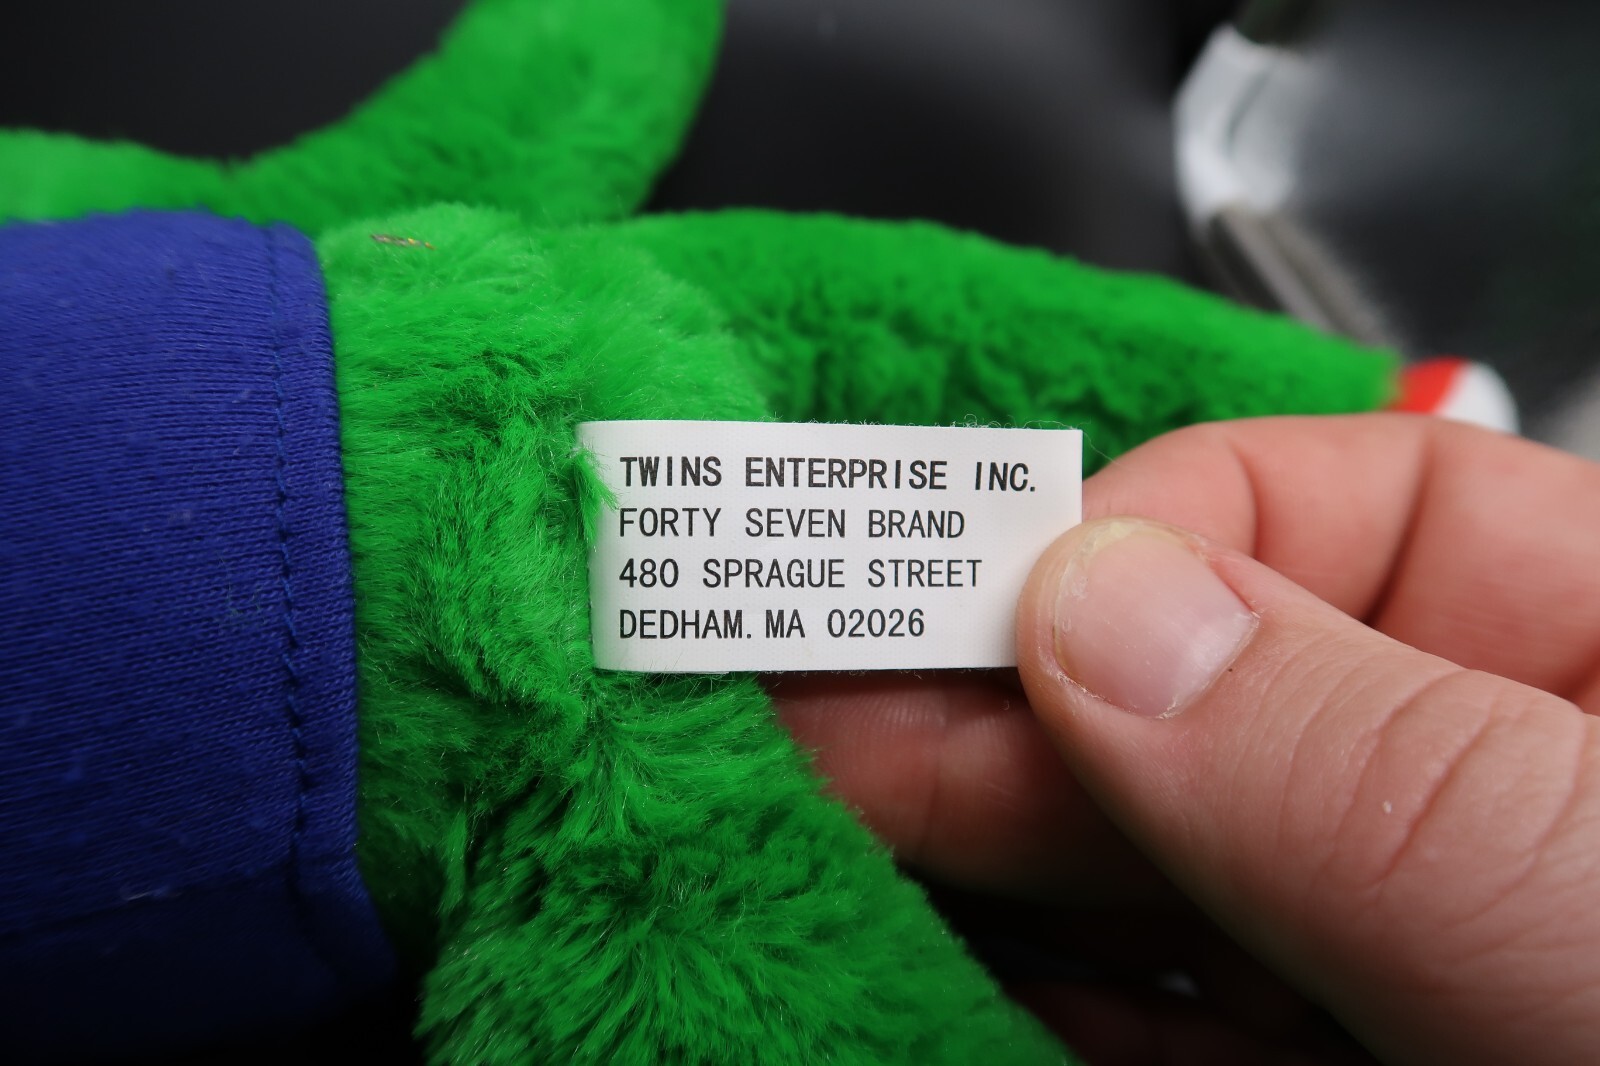 TWINS ENTERPRISE INC.
FORTY SEVEN BRAND
480 SPRAGUE STREET
DEDHAM. MA 02026